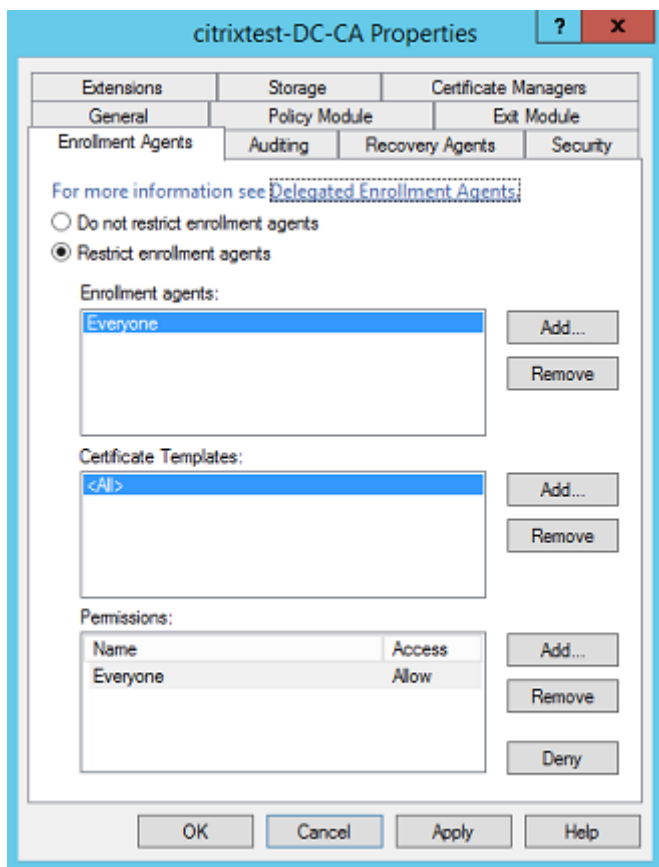 citrixtest-DC-CA Properties
? x
Extensions Storage Certificate Managers
General Policy Module Exit Module
Enrollment Agents Auditing Recovery Agents Security
For more information see Delegated Enrollment Agents.
Do not restrict enrollment agents
Restrict enrollment agents
Enrollment agents:
Everyone
Add...
Remove
Certificate Templates:
<All>
Add...
Remove
Permissions:
Name Access
Everyone Allow
Add...
Remove
Deny
OK Cancel Apply Help